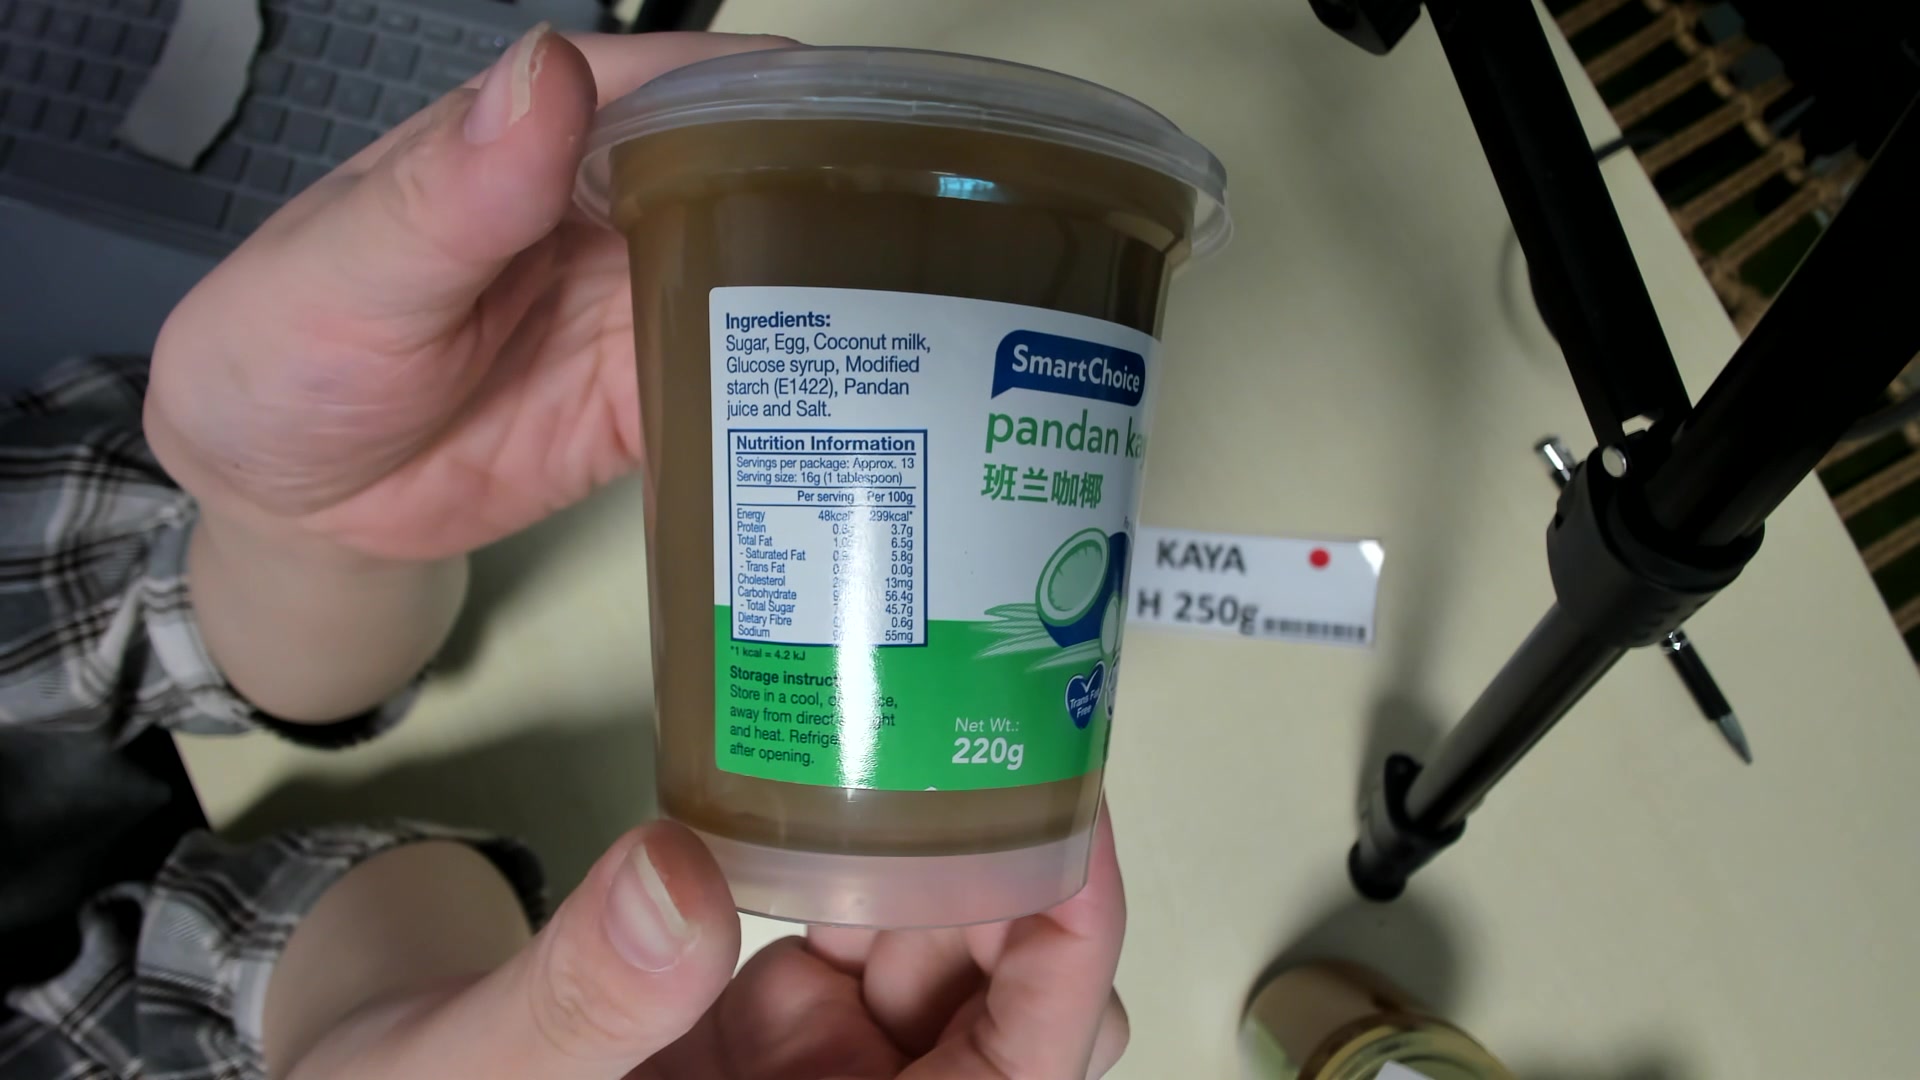 Ingredients:
Sugar, Egg, Coconut milk,
Glucose syrup, Modified
starch (E1422), Pandan
juice and Salt.
Nutrition Information
Servings per package: Approx. 13
Serving size: 16g (1 tablespoon)
Per serving Per 100g
Energy 48kcal* 299kcal*
Protein 3.7g
Total Fat 6.5g
- Saturated Fat 5.8g
- Trans Fat 0.0g
Cholesterol 13mg
Carbohydrate 56.4g
- Total Sugar 45.7g
Dietary Fibre 0.6g
Sodium 55mg
*1 kcal = 4.2 kJ
Storage
Store in a cool,
away from direct
and heat.
after opening.
SmartChoice
pandan
班兰咖椰
Trans Fat
Free
Net Wt.:
220g
KAYA
H 250g